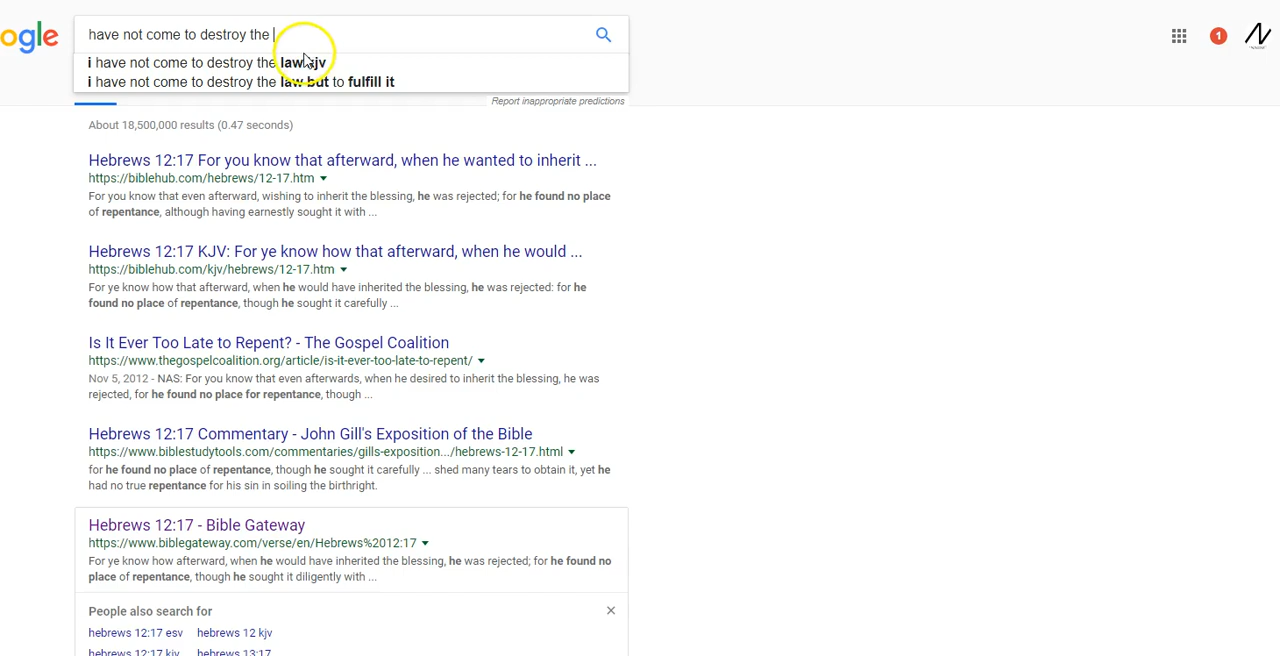 ogle
have not come to destroy the
i have not come to destroy the law kjv
i have not come to destroy the law but to fulfill it
Report inappropriate predictions
1
About 18,500,000 results (0.47 seconds)
Hebrews 12:17 For you know that afterward, when he wanted to inherit ...
https://biblehub.com/hebrews/12-17.htm
For you know that even afterward, wishing to inherit the blessing, he was rejected; for he found no place
of repentance, although having earnestly sought it with ...
Hebrews 12:17 KJV: For ye know how that afterward, when he would ...
https://biblehub.com/kjv/hebrews/12-17.htm
For ye know how that afterward, when he would have inherited the blessing, he was rejected: for he
found no place of repentance, though he sought it carefully ...
Is It Ever Too Late to Repent? - The Gospel Coalition
https://www.thegospelcoalition.org/article/is-it-ever-too-late-to-repent/
Nov 5, 2012 - NAS: For you know that even afterwards, when he desired to inherit the blessing, he was
rejected, for he found no place for repentance, though ...
Hebrews 12:17 Commentary - John Gill's Exposition of the Bible
https://www.biblestudytools.com/commentaries/gills-exposition.../hebrews-12-17.html
for he found no place of repentance, though he sought it carefully ... shed many tears to obtain it, yet he
had no true repentance for his sin in soiling the birthright.
Hebrews 12:17 - Bible Gateway
https://www.biblegateway.com/verse/en/Hebrews%2012:17
For ye know how afterward, when he would have inherited the blessing, he was rejected; for he found no
place of repentance, though he sought it diligently with ...
People also search for
hebrews 12:17 esv hebrews 12 kjv
hebrews 12:17 kjv hebrews 13:17